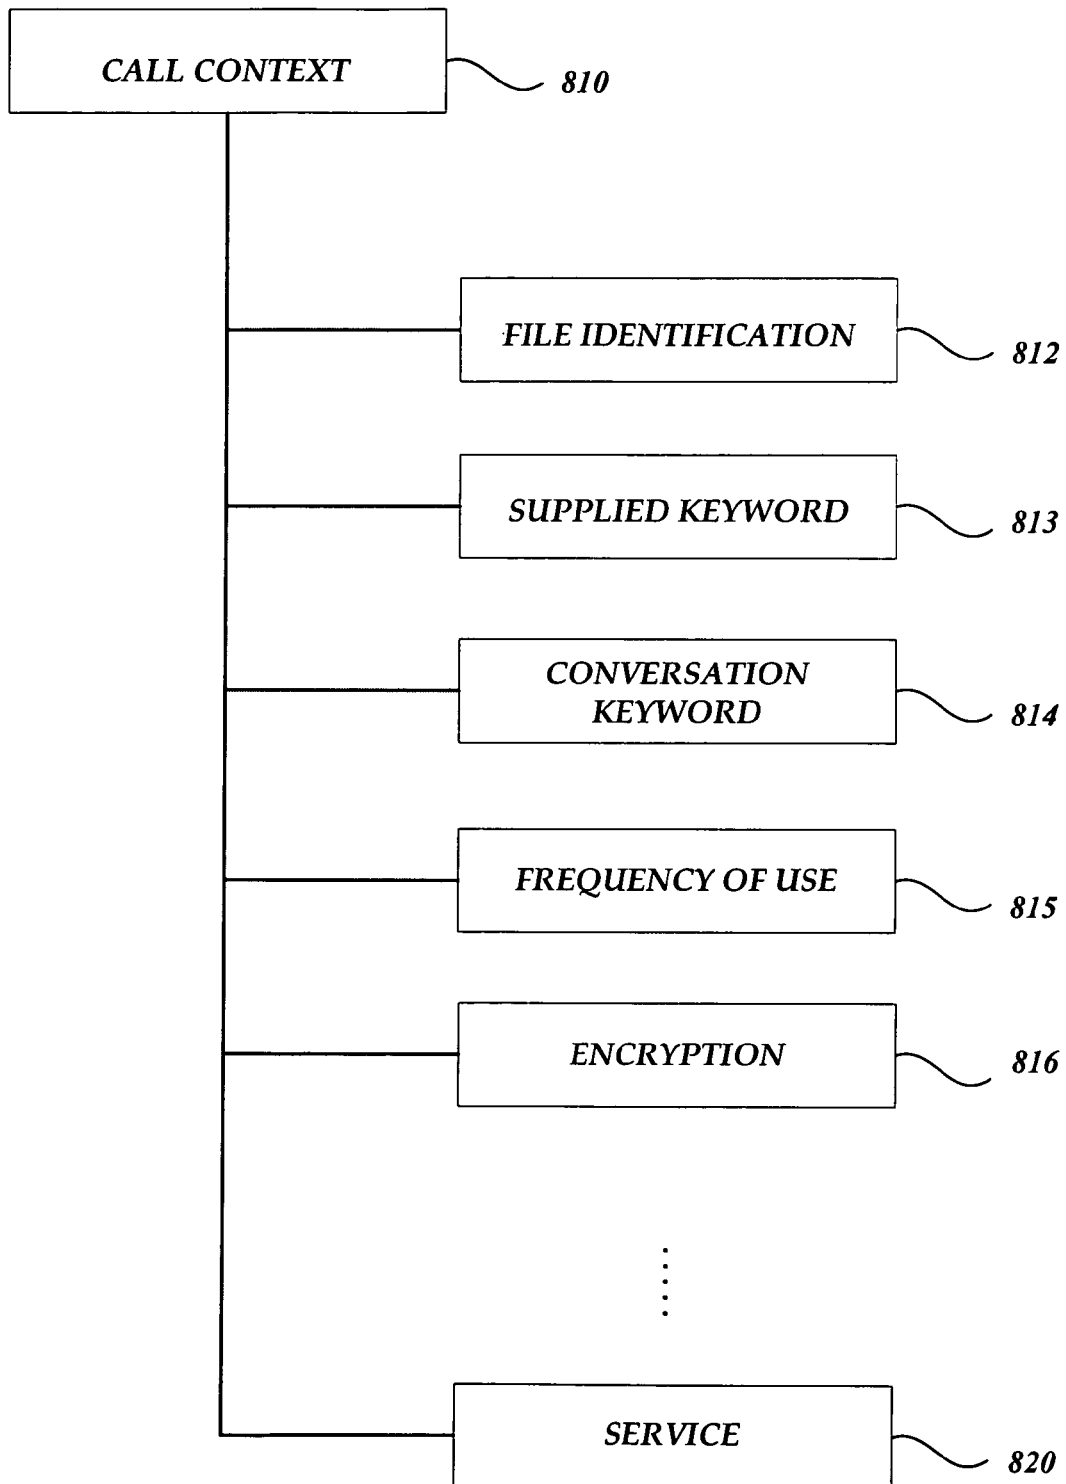 CALL CONTEXT
810
FILE IDENTIFICATION
812
SUPPLIED KEYWORD
813
CONVERSATION
KEYWORD
814
FREQUENCY OF USE
815
ENCRYPTION
816
SERVICE
820